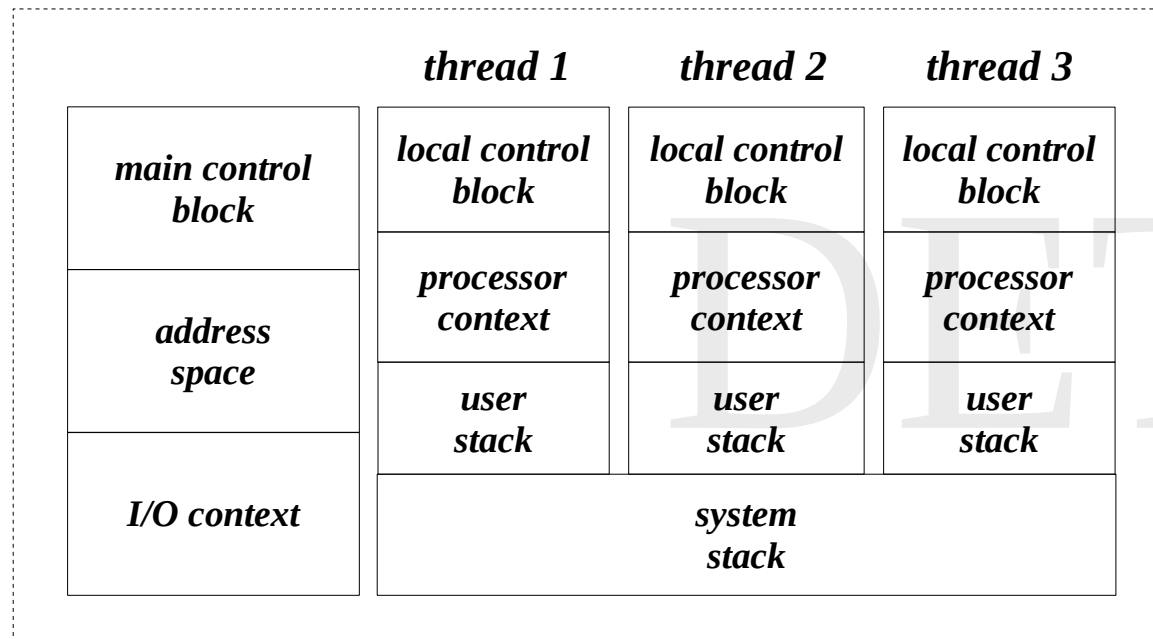 thread 1
thread 2
thread 3
main control
block
address
space
I/O context
local control
block
processor
context
user
stack
local control
block
processor
context
user
stack
local control
block
processor
context
user
stack
system
stack
DET